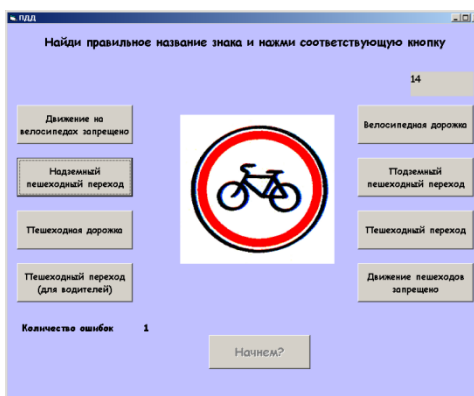 ПДД
Найди правильное название знака и нажми соответствующую кнопку
14
Движение на
велосипедах запрещено
Велосипедная дорожка
Надземный
пешеходный переход
Подземный
пешеходный переход
Пешеходная дорожка
Пешеходный переход
Пешеходный переход
(для водителей)
Движение пешеходов
запрещено
Количество ошибок 1
Начнем?